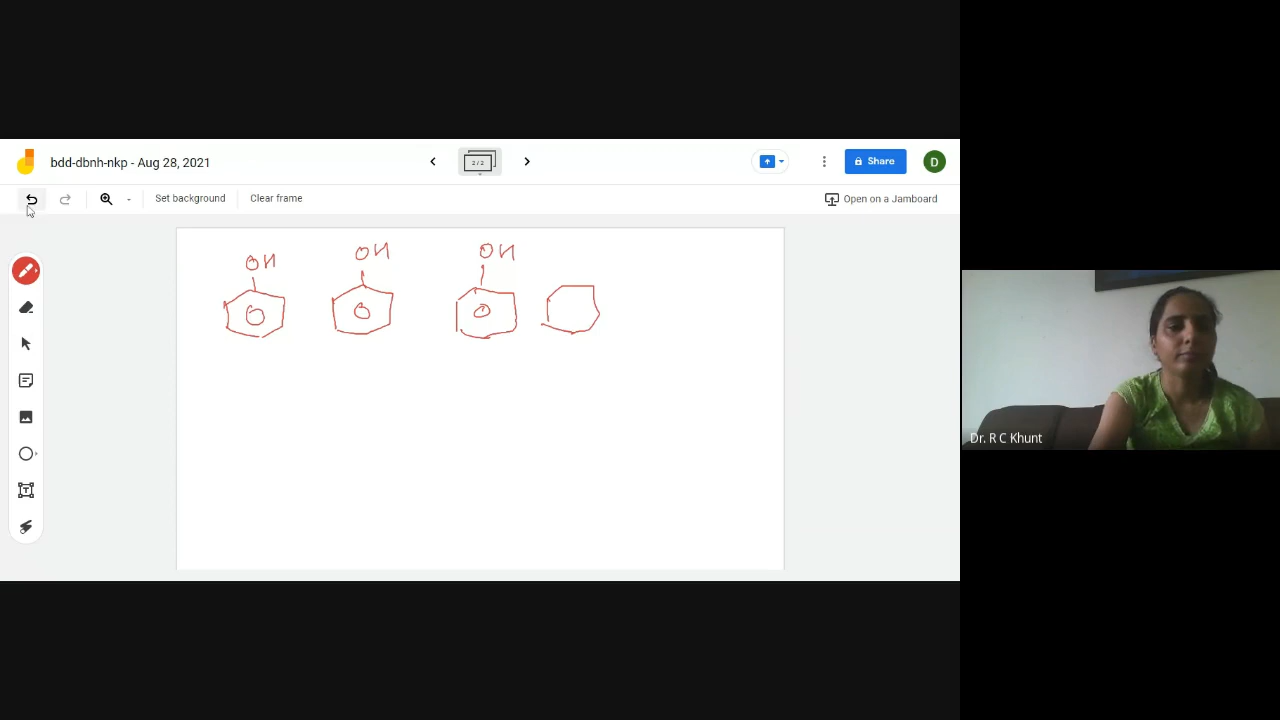 bdd-dbnh-nkp - Aug 28, 2021
2 / 2
Share
D
Set background
Clear frame
Open on a Jamboard
OH OH OH
Dr. R C Khunt